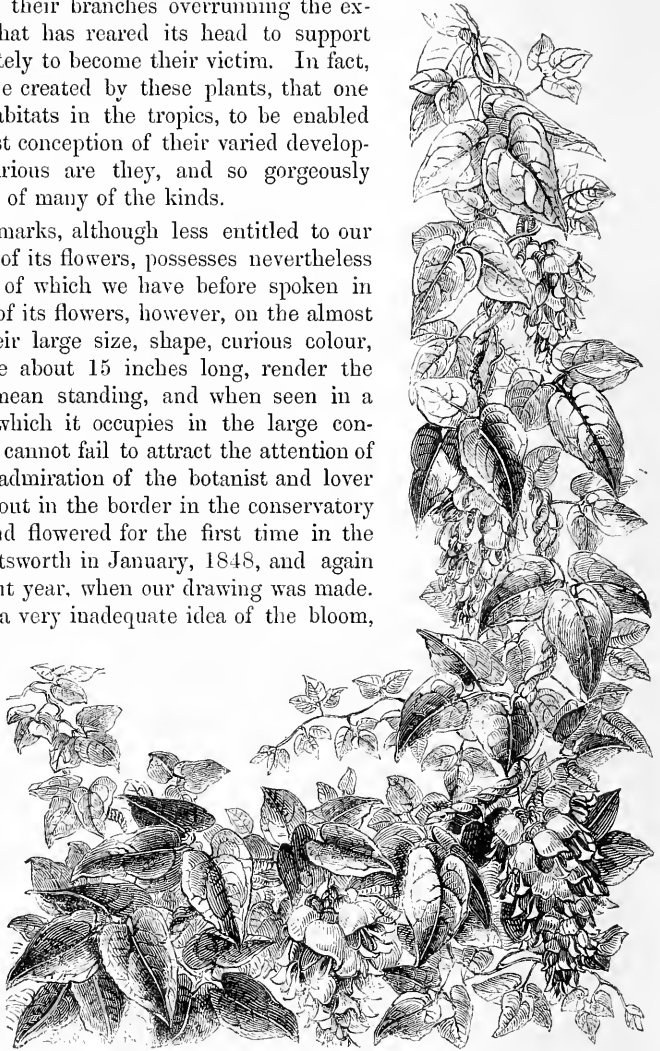 their branches overrunning the ex-
hat has reared its head to support
tely to become their victim. In fact,
e created by these plants, that one
abitats in the tropics, to be enabled
st conception of their varied develop-
arious are they, and so gorgeously
of many of the kinds.
marks, although less entitled to our
of its flowers, possesses nevertheless
of which we have before spoken in
of its flowers, however, on the almost
eir large size, shape, curious colour,
e about 15 inches long, render the
mean standing, and when seen in a
which it occupies in the large con-
cannot fail to attract the attention of
admiration of the botanist and lover
out in the border in the conservatory
nd flowered for the first time in the
tsworth in January, 1848, and again
nt year, when our drawing was made.
a very inadequate idea of the bloom,